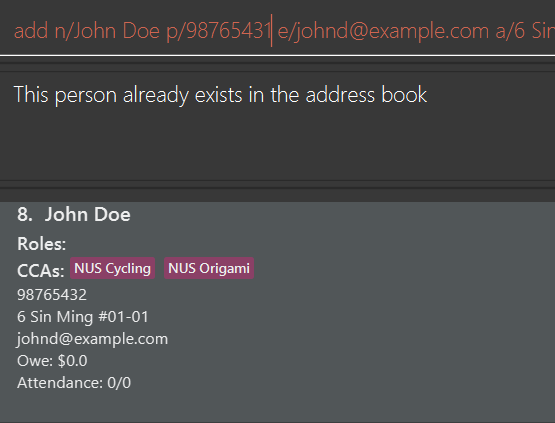 add n/John Doe p/98765431 e/johnd@example.com a/6 Sin
This person already exists in the address book
8. John Doe
Roles:
CCAs: NUS Cycling NUS Origami
98765432
6 Sin Ming #01-01
johnd@example.com
Owe: $0.0
Attendance: 0/0